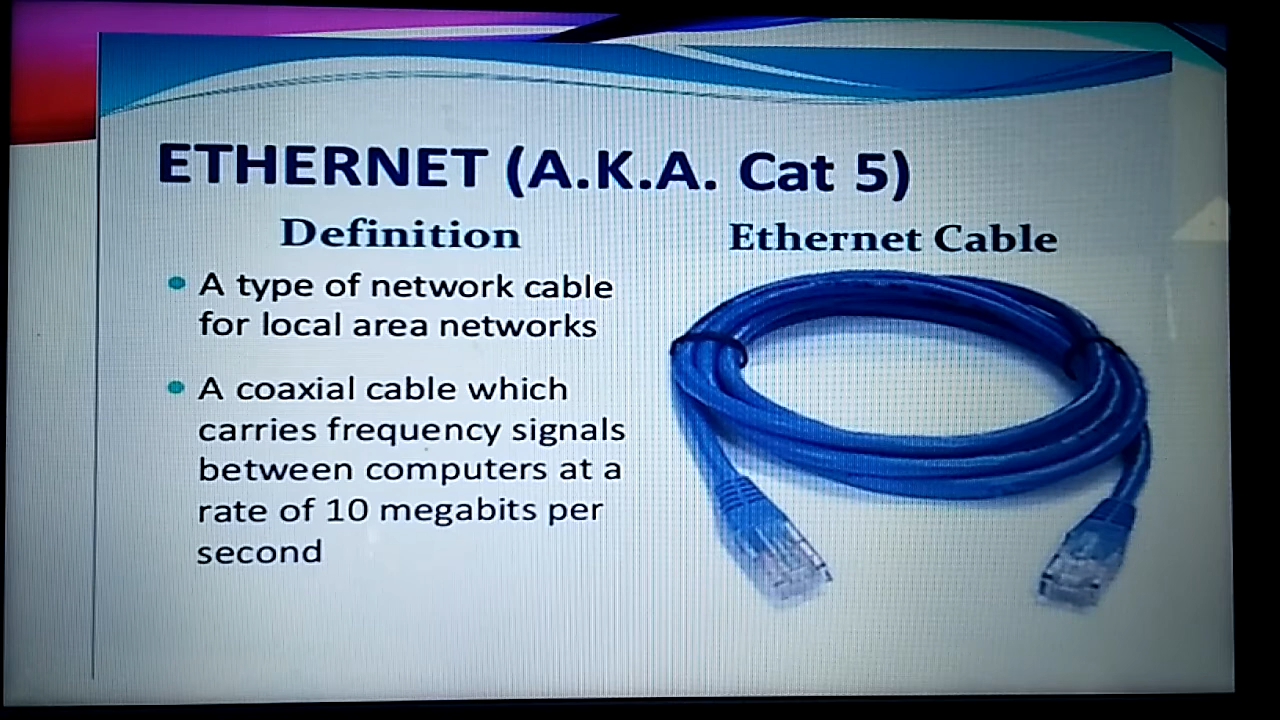 ETHERNET (A.K.A. Cat 5)
Definition
• A type of network cable
for local area networks
• A coaxial cable which
carries frequency signals
between computers at a
rate of 10 megabits per
second
Ethernet Cable